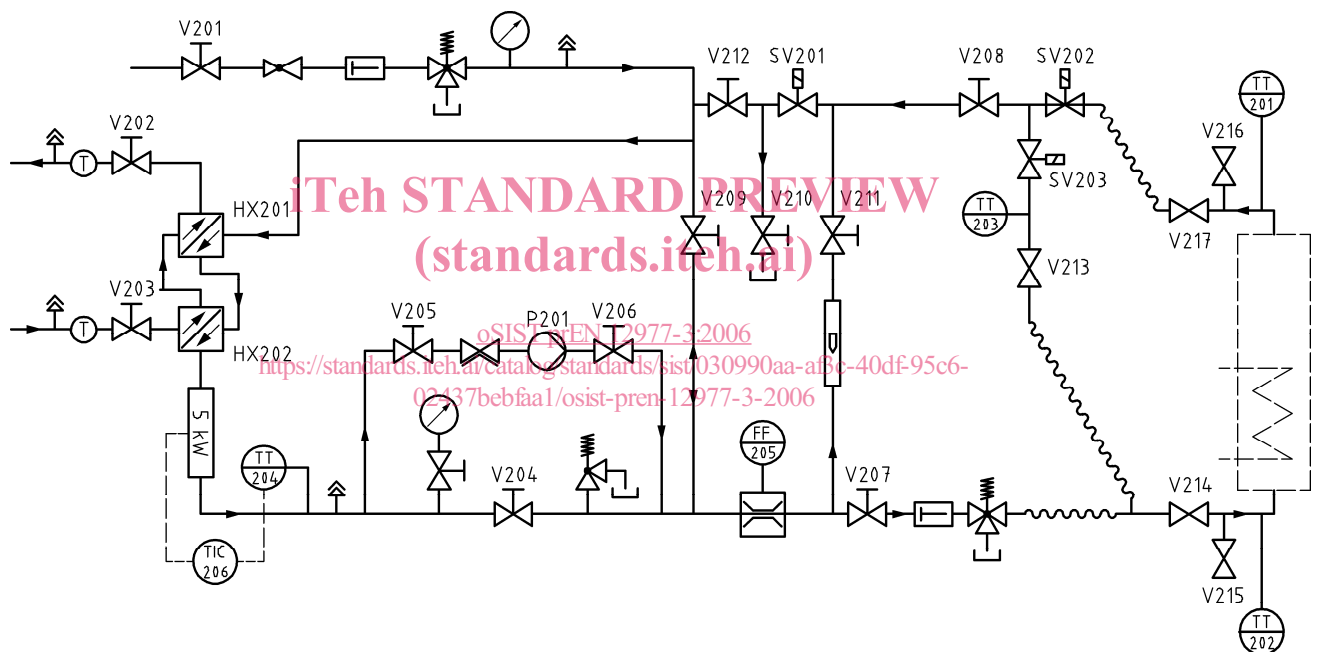 V201
V212
SV201
V208
SV202
TT
201
V202
T
V216
HX201
iTeh STANDARD PREVIEW
SV203
V209
V210
V211
TT
203
V217
(standards.iteh.ai)
V213
V203
T
HX202
V205
P201
V206
oSIST prEN 12977-3:2006
https://standards.iteh.ai/catalog/standards/sist/030990aa-af3c-40df-95c6-
02437bebfaa1/osist-pren-12977-3-2006
5 kW
TT
204
V204
FF
205
V207
V214
TIC
206
V215
TT
202